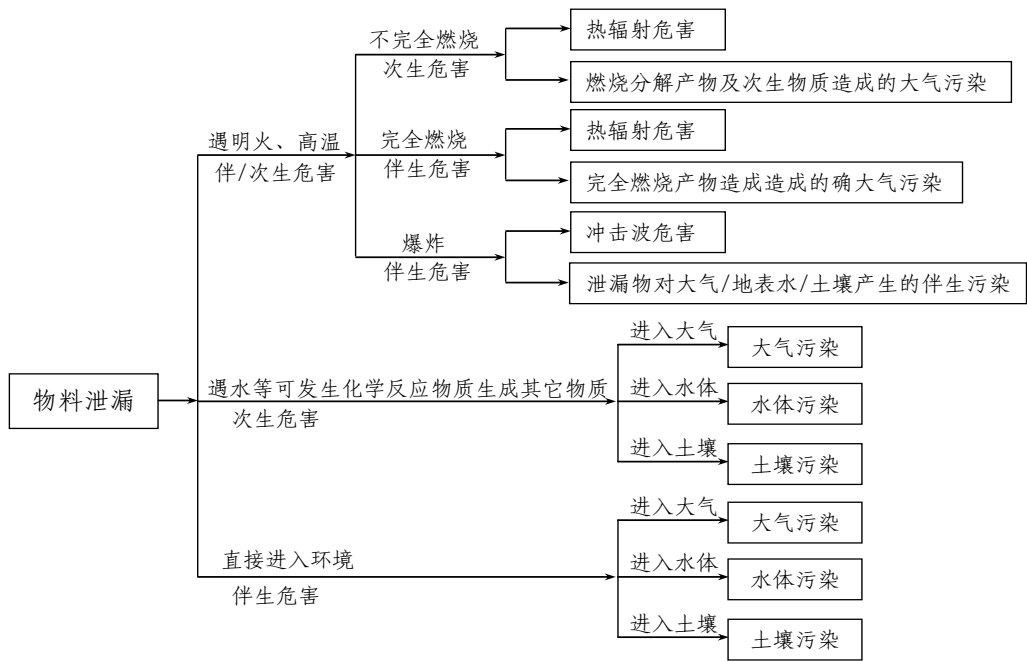 不完全燃烧
次生危害
热辐射危害
燃烧分解产物及次生物质造成的大气污染
遇明火、高温
伴/次生危害
完全燃烧
伴生危害
热辐射危害
完全燃烧产物造成造成的确大气污染
爆炸
伴生危害
冲击波危害
泄漏物对大气/地表水/土壤产生的伴生污染
物料泄漏
遇水等可发生化学反应物质生成其它物质
次生危害
进入大气
大气污染
进入水体
水体污染
进入土壤
土壤污染
直接进入环境
伴生危害
进入大气
大气污染
进入水体
水体污染
进入土壤
土壤污染